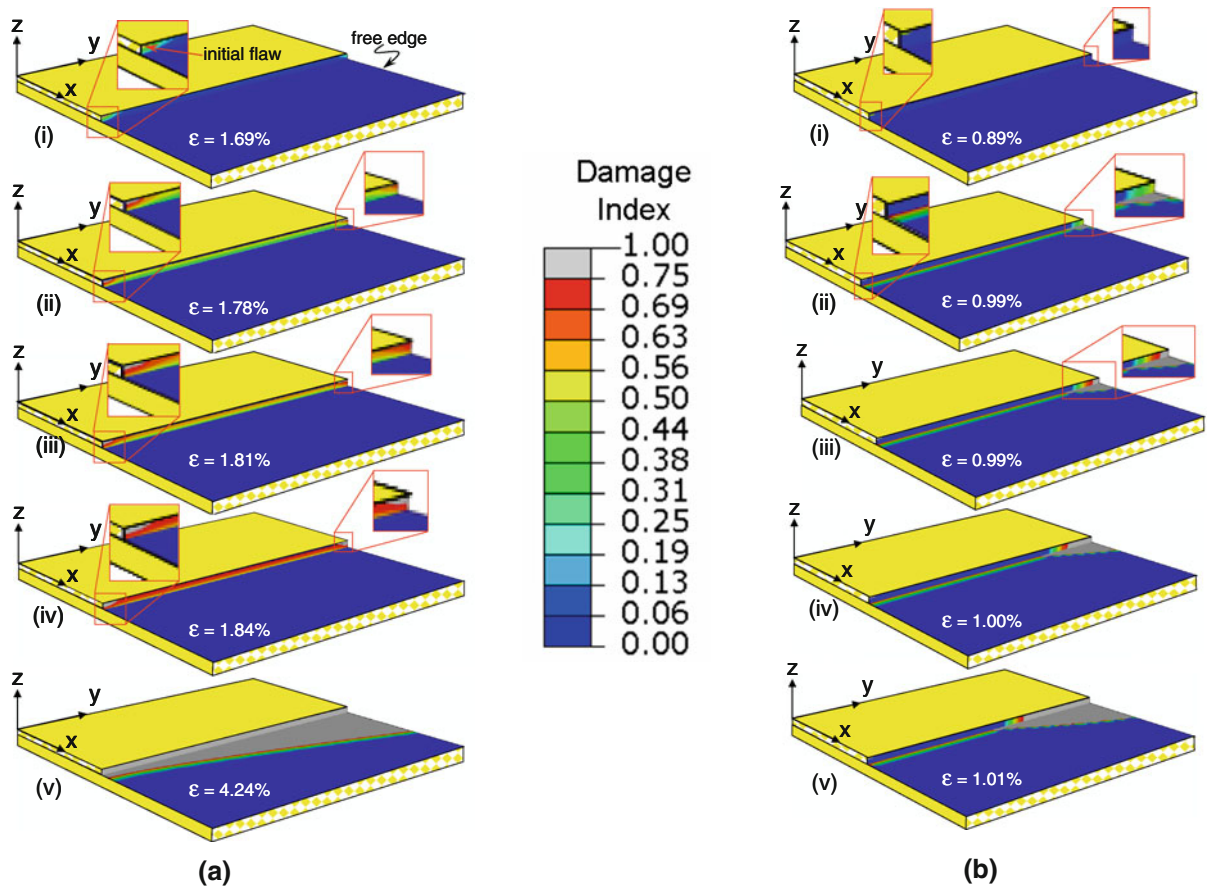 z
y
x
initial flaw
free edge
(i)
ε = 1.69%
z
y
x
(ii)
ε = 1.78%
z
y
x
(iii)
ε = 1.81%
z
y
x
(iv)
ε = 1.84%
z
y
x
(v)
ε = 4.24%
(a)
Damage
Index
1.00
0.75
0.69
0.63
0.56
0.50
0.44
0.38
0.31
0.25
0.19
0.13
0.06
0.00
z
y
x
(i)
ε = 0.89%
z
y
x
(ii)
ε = 0.99%
z
y
x
(iii)
ε = 0.99%
z
y
x
(iv)
ε = 1.00%
z
y
x
(v)
ε = 1.01%
(b)